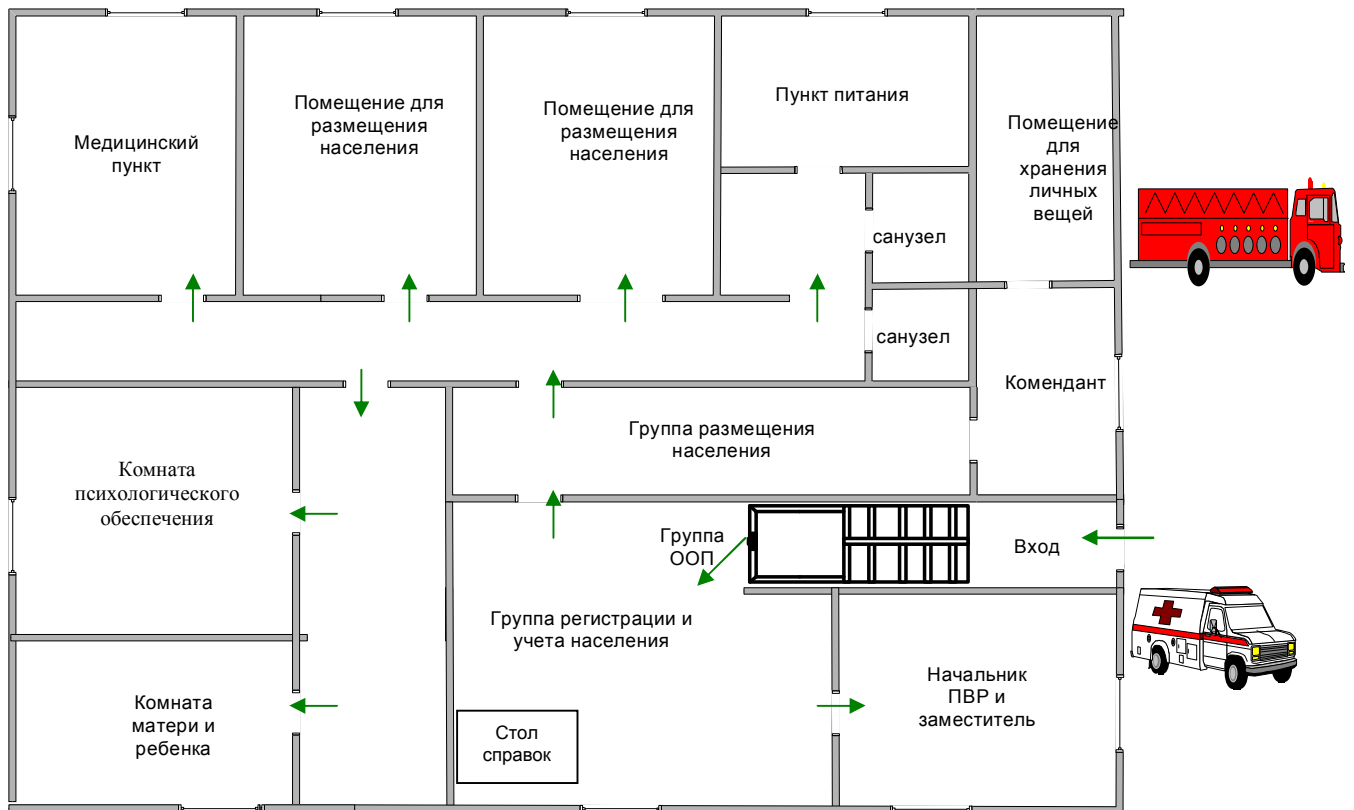 Медицинский
пункт
Помещение для
размещения
населения
Помещение для
размещения
населения
Пункт питания
Помещение
для
хранения
личных
вещей
санузел
санузел
Комендант
Группа размещения
населения
Комната
психологического
обеспечения
Группа
ООП
Вход
Группа регистрации и
учета населения
Комната
матери и
ребенка
Стол
справок
Начальник
ПВР и
заместитель